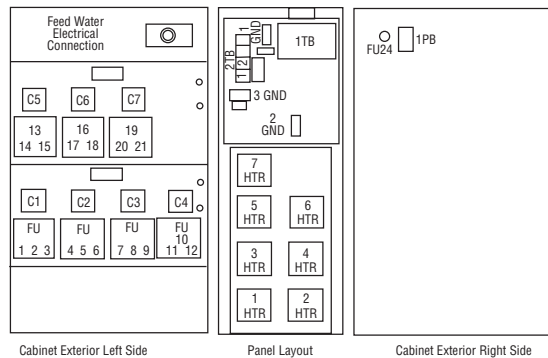 Feed Water
Electrical
Connection
C5 C6 C7
13
14 15
16
17 18
19
20 21
C1 C2 C3 C4
FU
1 2 3
FU
4 5 6
FU
7 8 9
FU
10
11 12
Cabinet Exterior Left Side
1
GND
1TB
2TB
1 2
3 GND
2
GND
7
HTR
5
HTR
6
HTR
3
HTR
4
HTR
1
HTR
2
HTR
Panel Layout
FU24
1PB
Cabinet Exterior Right Side